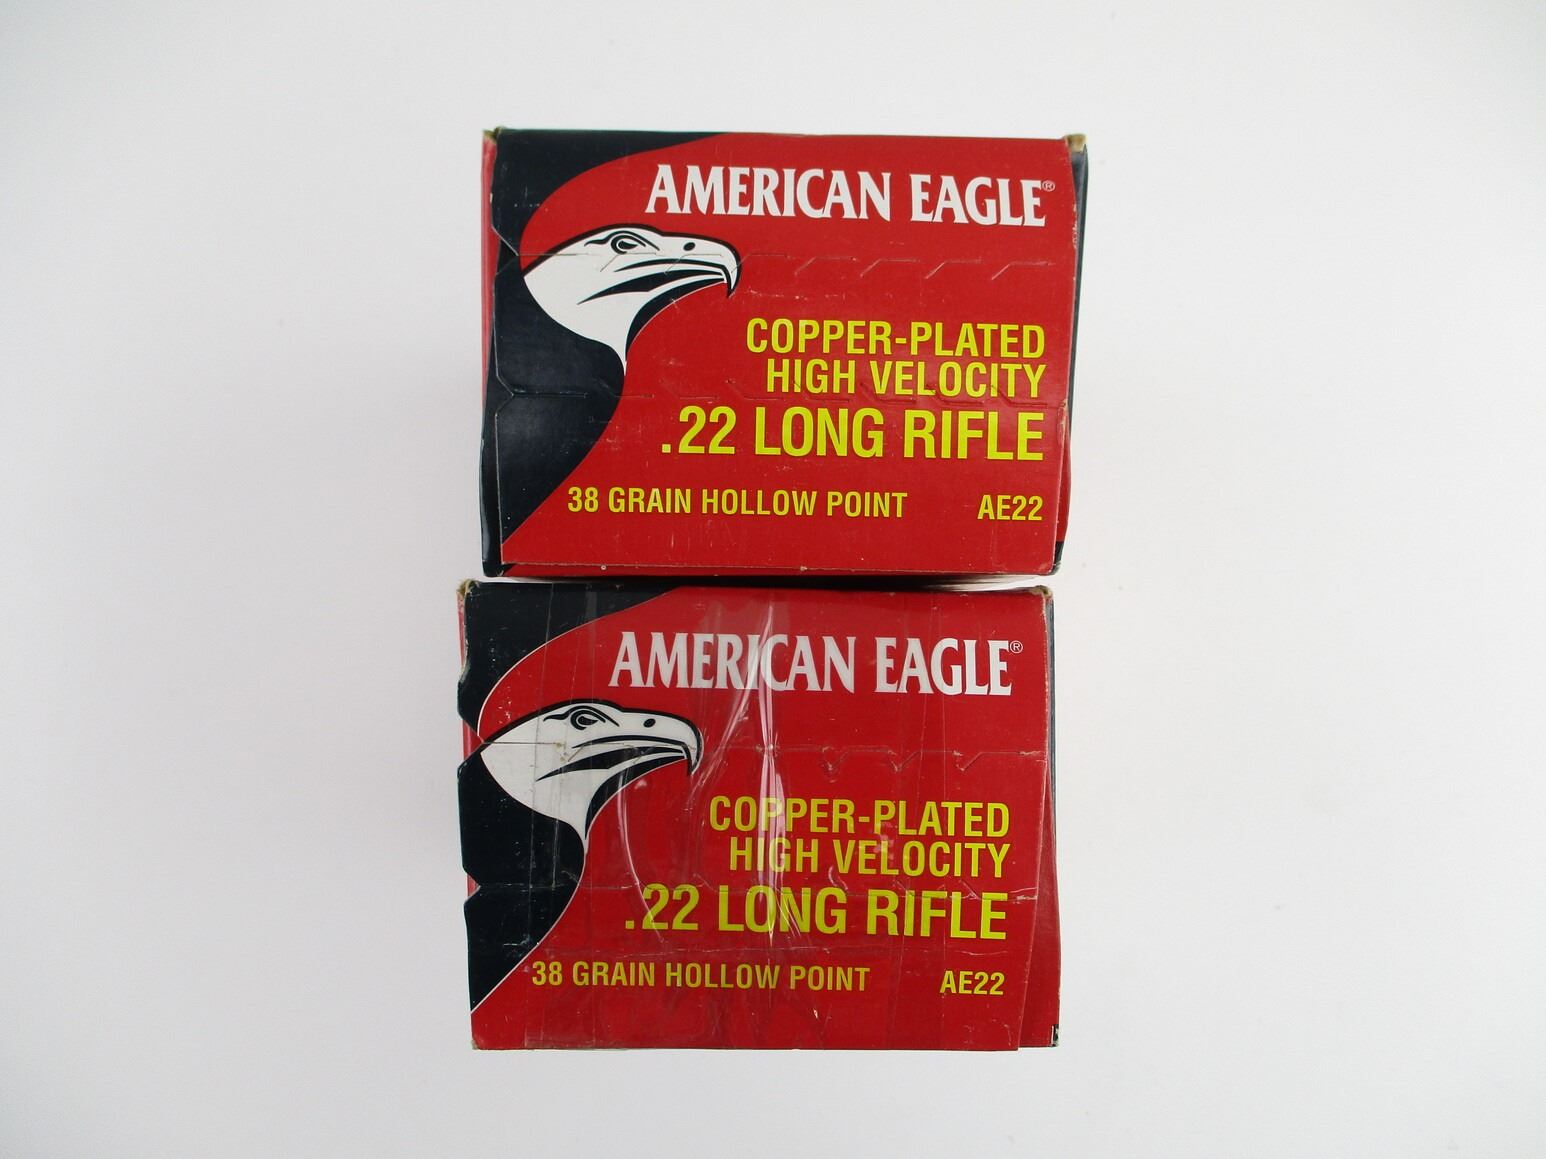 AMERICAN EAGLE®
COPPER-PLATED
HIGH VELOCITY
.22 LONG RIFLE
38 GRAIN HOLLOW POINT AE22
AMERICAN EAGLE®
COPPER-PLATED
HIGH VELOCITY
.22 LONG RIFLE
38 GRAIN HOLLOW POINT AE22